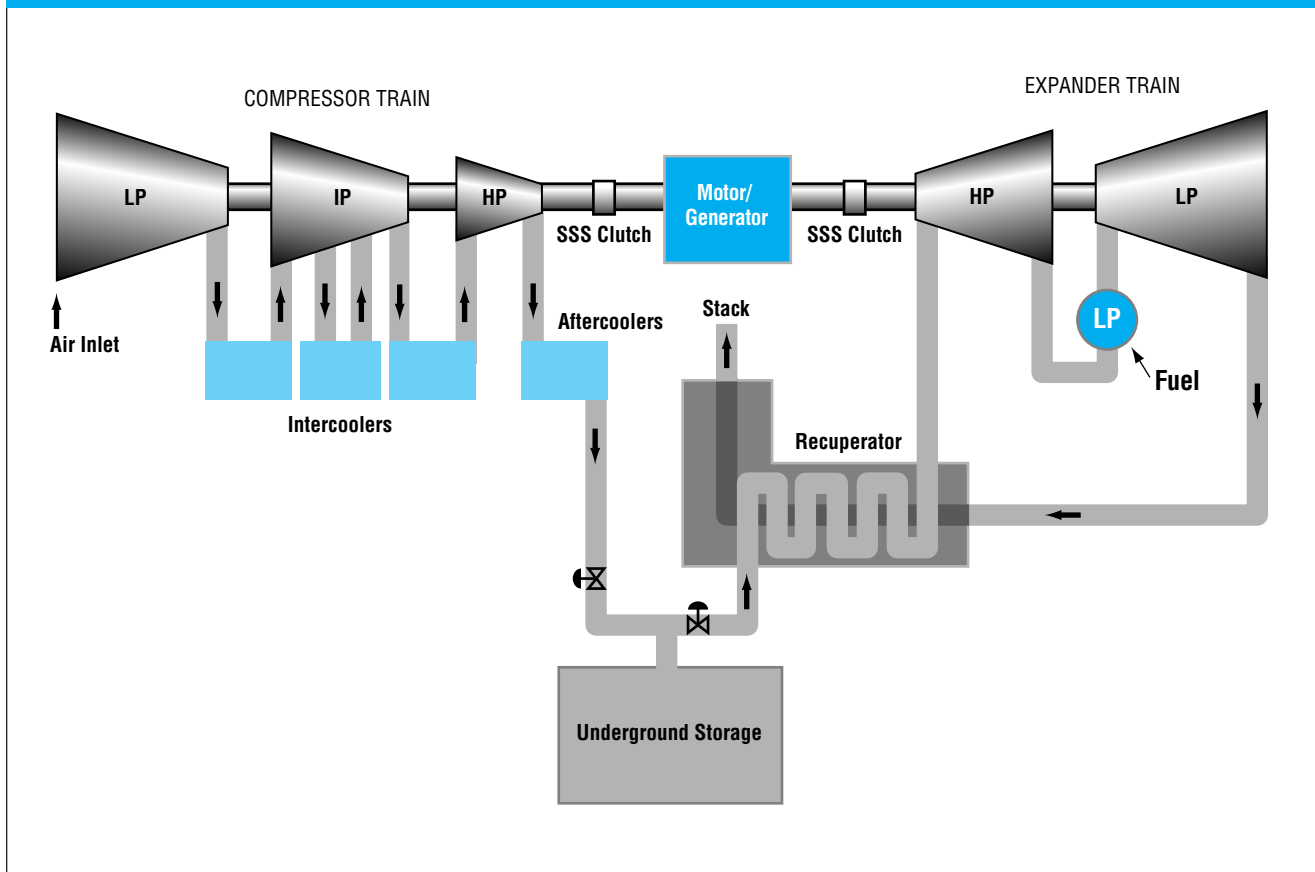 COMPRESSOR TRAIN
EXPANDER TRAIN
LP
IP
HP
Motor/
Generator
HP
LP
SSS Clutch
SSS Clutch
Air Inlet
Aftercoolers
Stack
LP
Fuel
Intercoolers
Recuperator
Underground Storage